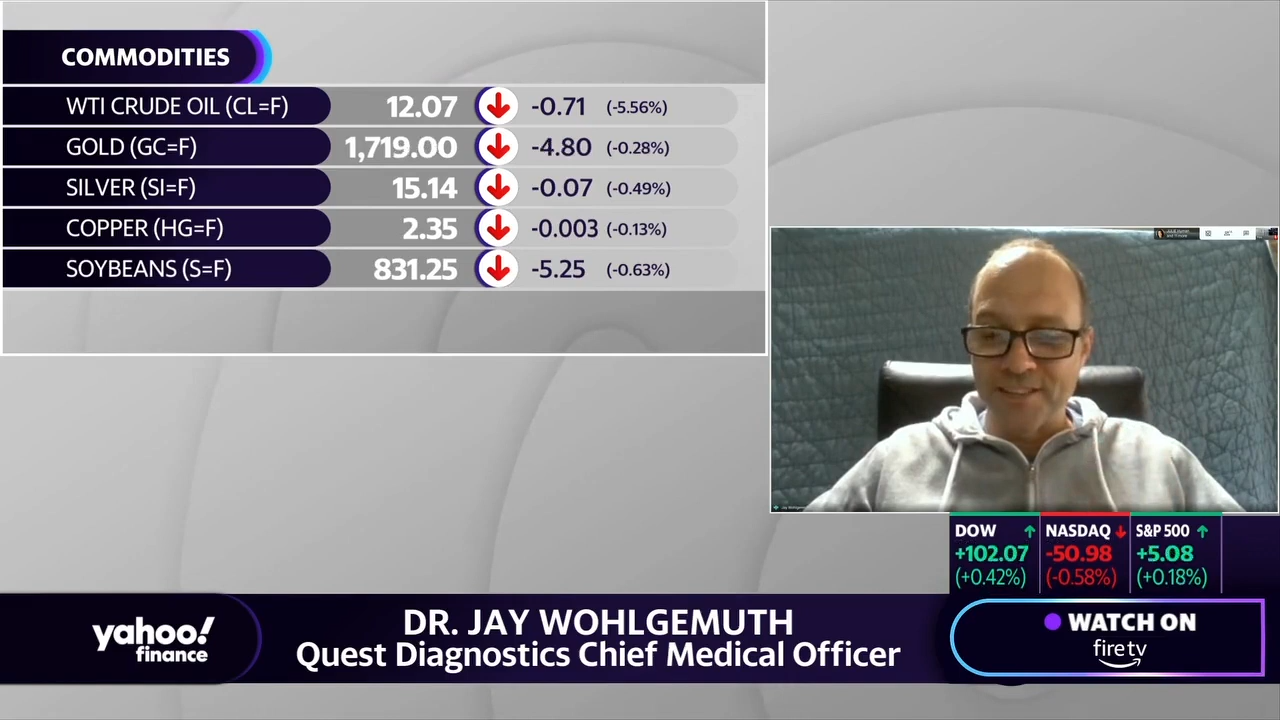 COMMODITIES
WTI CRUDE OIL (CL=F) 12.07 -0.71 (-5.56%)
GOLD (GC=F) 1,719.00 -4.80 (-0.28%)
SILVER (SI=F) 15.14 -0.07 (-0.49%)
COPPER (HG=F) 2.35 -0.003 (-0.13%)
SOYBEANS (S=F) 831.25 -5.25 (-0.63%)
DOW NASDAQ S&P 500
+102.07 -50.98 +5.08
(+0.42%) (-0.58%) (+0.18%)
yahoo!
finance
DR. JAY WOHLGEMUTH
Quest Diagnostics Chief Medical Officer
WATCH ON
firetv